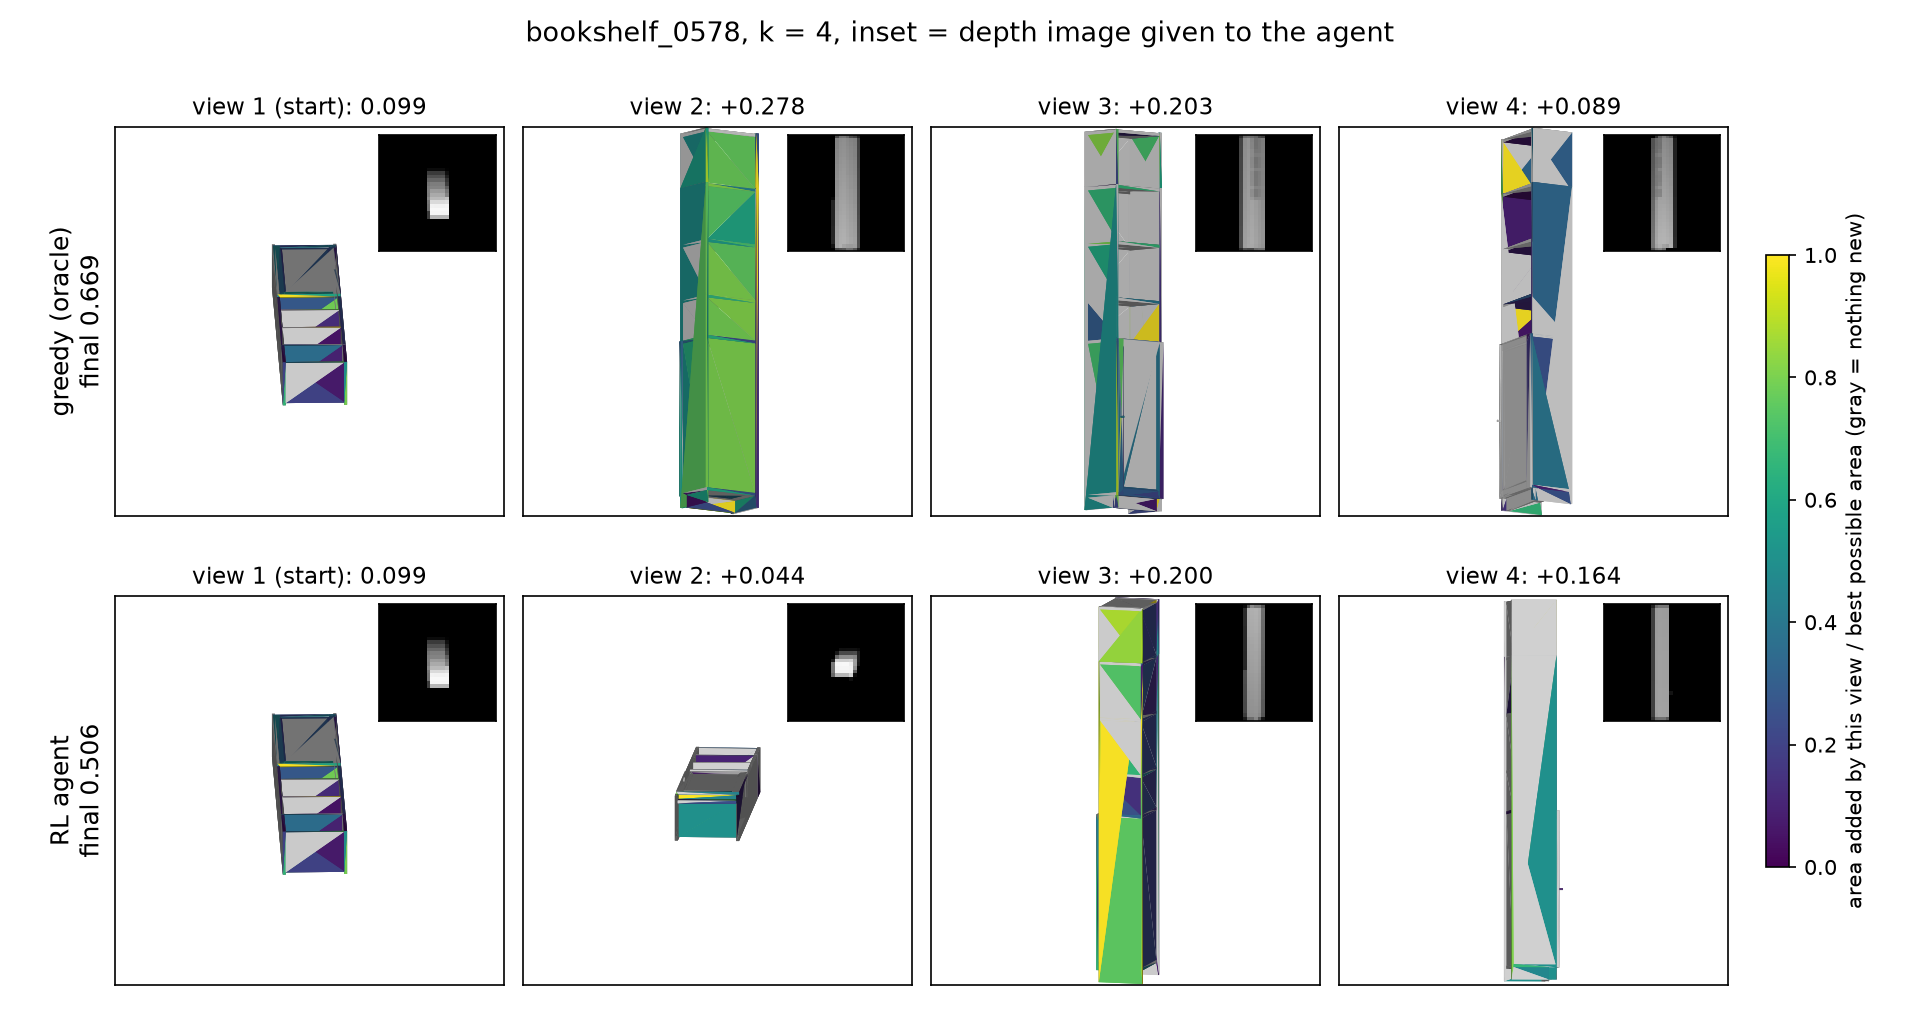 bookshelf_0578, k = 4, inset = depth image given to the agent
view 1 (start): 0.099
view 2: +0.278
view 3: +0.203
view 4: +0.089
greedy (oracle)
final 0.669
view 1 (start): 0.099
view 2: +0.044
view 3: +0.200
view 4: +0.164
RL agent
final 0.506
1.0
0.8
0.6
0.4
0.2
0.0
area added by this view / best possible area (gray = nothing new)